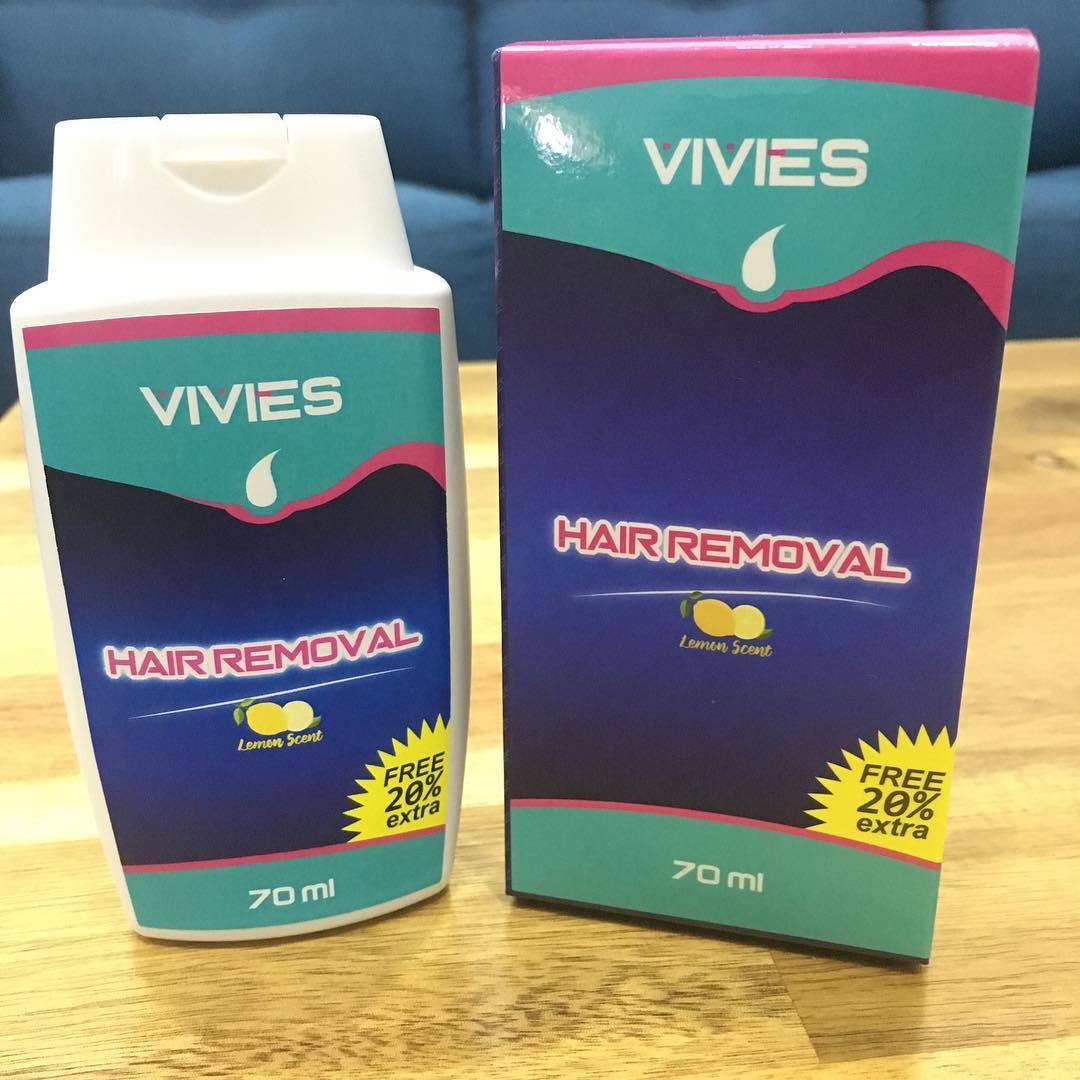 VIVIES
HAIR REMOVAL
Lemon Scent
FREE
20%
extra
70 ml
VIVIES
HAIR REMOVAL
Lemon Scent
FREE
20%
extra
70 ml